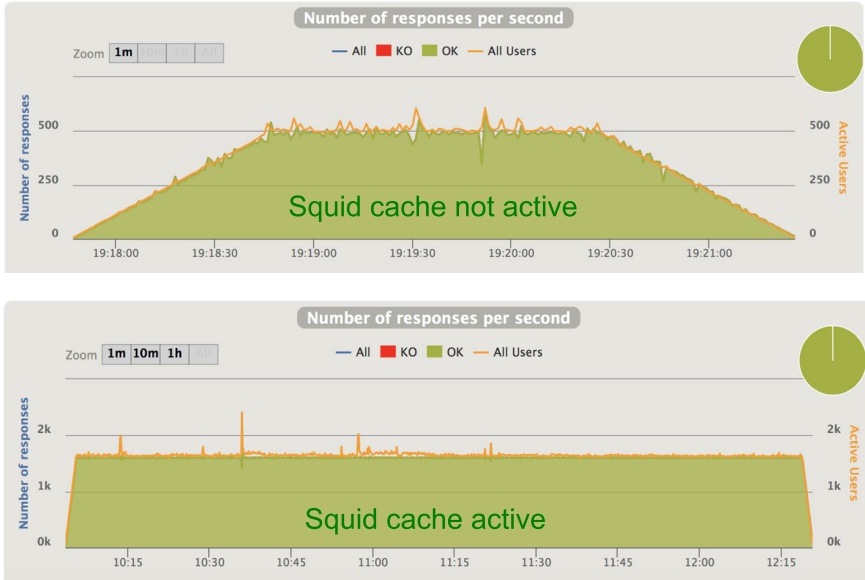 Number of responses per second
Zoom 1m 10m 1h All
All KO OK All Users
Number of responses
Active Users
500 500
250 250
0 0
Squid cache not active
19:18:00 19:18:30 19:19:00 19:19:30 19:20:00 19:20:30 19:21:00
Number of responses per second
Zoom 1m 10m 1h All
All KO OK All Users
Number of responses
Active Users
2k 2k
1k 1k
0k 0k
Squid cache active
10:15 10:30 10:45 11:00 11:15 11:30 11:45 12:00 12:15